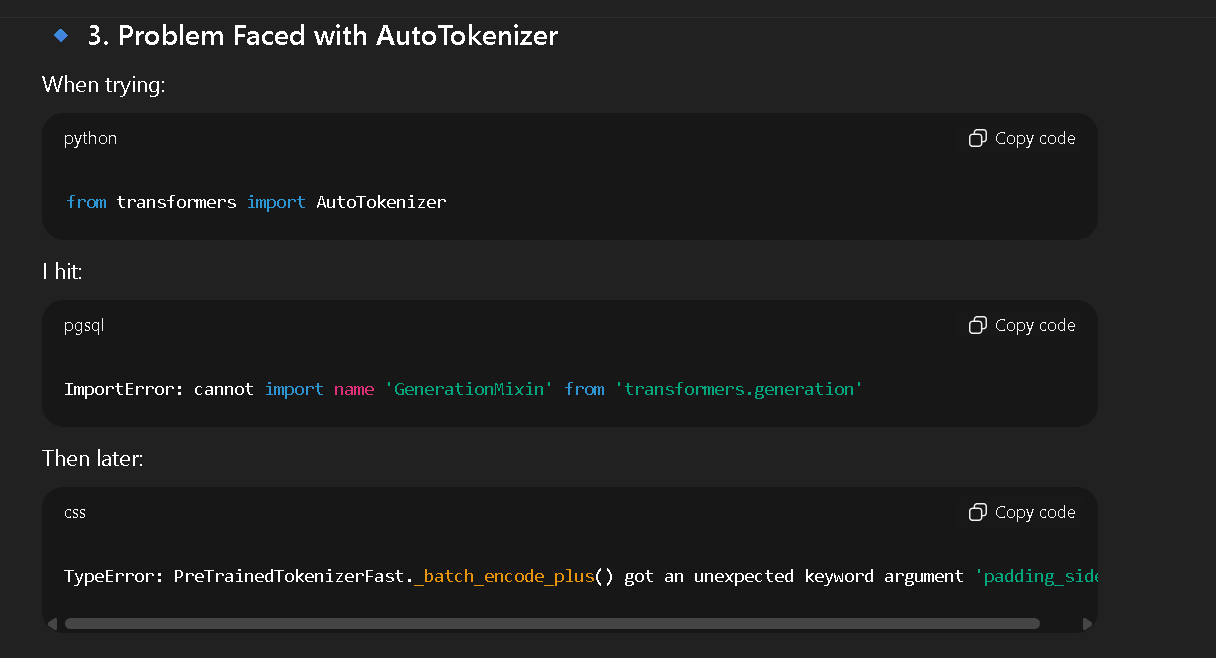 3. Problem Faced with AutoTokenizer
When trying:
python
Copy code
from transformers import AutoTokenizer
I hit:
pgsql
Copy code
ImportError: cannot import name 'GenerationMixin' from 'transformers.generation'
Then later:
css
Copy code
TypeError: PreTrainedTokenizerFast._batch_encode_plus() got an unexpected keyword argument 'padding_side